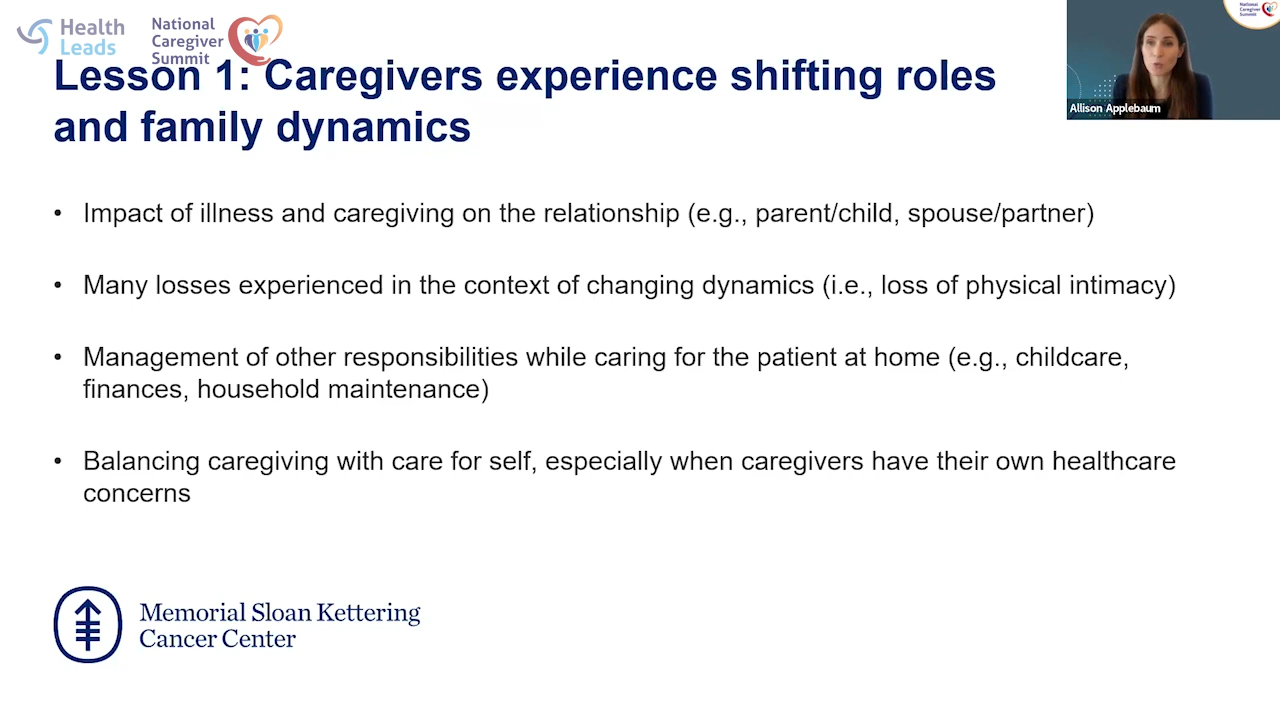 Health
Leads
National
Caregiver
Summit
National
Caregiver
Summit
Allison Applebaum
Lesson 1: Caregivers experience shifting roles
and family dynamics
• Impact of illness and caregiving on the relationship (e.g., parent/child, spouse/partner)
• Many losses experienced in the context of changing dynamics (i.e., loss of physical intimacy)
• Management of other responsibilities while caring for the patient at home (e.g., childcare,
finances, household maintenance)
• Balancing caregiving with care for self, especially when caregivers have their own healthcare
concerns
Memorial Sloan Kettering
Cancer Center